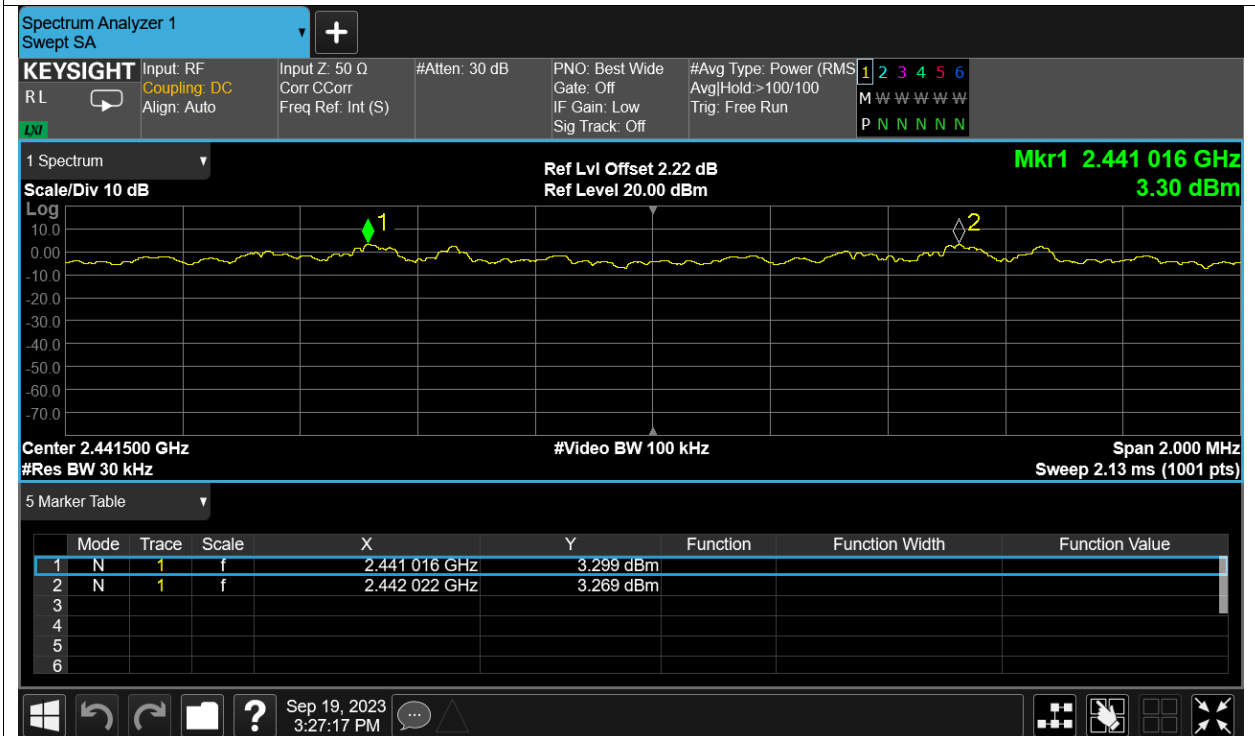 Spectrum Analyzer 1
Swept SA
+
KEYSIGHT Input: RF Input Z: 50 Ω #Atten: 30 dB PNO: Best Wide #Avg Type: Power (RMS 1 2 3 4 5 6
R L Coupling: DC Corr CCorr Gate: Off Avg|Hold:>100/100 M W W W W W
Align: Auto Freq Ref: Int (S) IF Gain: Low Trig: Free Run
LXI Sig Track: Off P N N N N N
1 Spectrum Ref Lvl Offset 2.22 dB Mkr1 2.441 016 GHz
Scale/Div 10 dB Ref Level 20.00 dBm 3.30 dBm
Log
10.0 1 2
0.00
-10.0
-20.0
-30.0
-40.0
-50.0
-60.0
-70.0
Center 2.441500 GHz #Video BW 100 kHz Span 2.000 MHz
#Res BW 30 kHz Sweep 2.13 ms (1001 pts)
5 Marker Table
Mode Trace Scale X Y Function Function Width Function Value
1 N 1 f 2.441 016 GHz 3.299 dBm
2 N 1 f 2.442 022 GHz 3.269 dBm
3
4
5
6
? Sep 19, 2023
3:27:17 PM